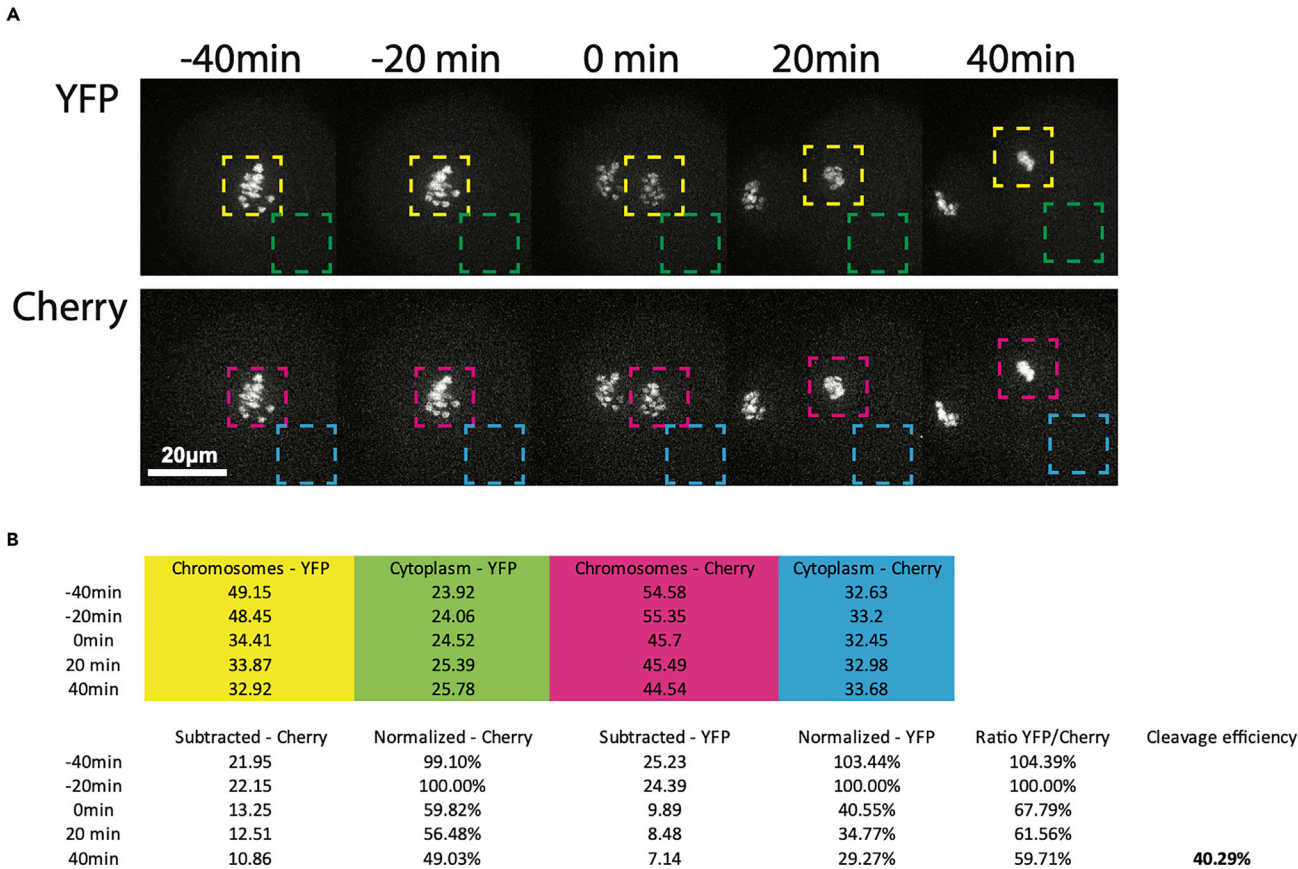 A
-40min -20 min 0 min 20min 40min
YFP
Cherry
20µm
B
Chromosomes - YFP Cytoplasm - YFP Chromosomes - Cherry Cytoplasm - Cherry
-40min 49.15 23.92 54.58 32.63
-20min 48.45 24.06 55.35 33.2
0min 34.41 24.52 45.7 32.45
20 min 33.87 25.39 45.49 32.98
40min 32.92 25.78 44.54 33.68
Subtracted - Cherry Normalized - Cherry Subtracted - YFP Normalized - YFP Ratio YFP/Cherry Cleavage efficiency
-40min 21.95 99.10% 25.23 103.44% 104.39%
-20min 22.15 100.00% 24.39 100.00% 100.00%
0min 13.25 59.82% 9.89 40.55% 67.79%
20 min 12.51 56.48% 8.48 34.77% 61.56%
40min 10.86 49.03% 7.14 29.27% 59.71% 40.29%